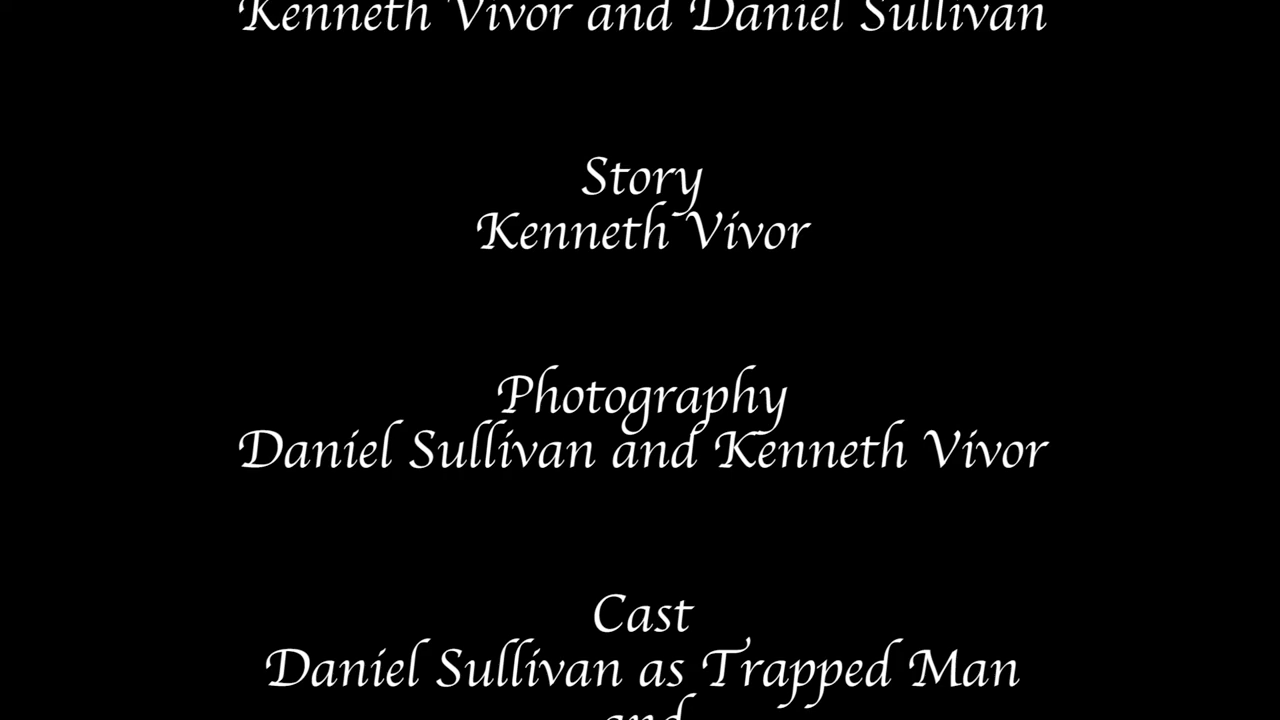 Kenneth Vivor and Daniel Sullivan
Story
Kenneth Vivor
Photography
Daniel Sullivan and Kenneth Vivor
Cast
Daniel Sullivan as Trapped Man
and